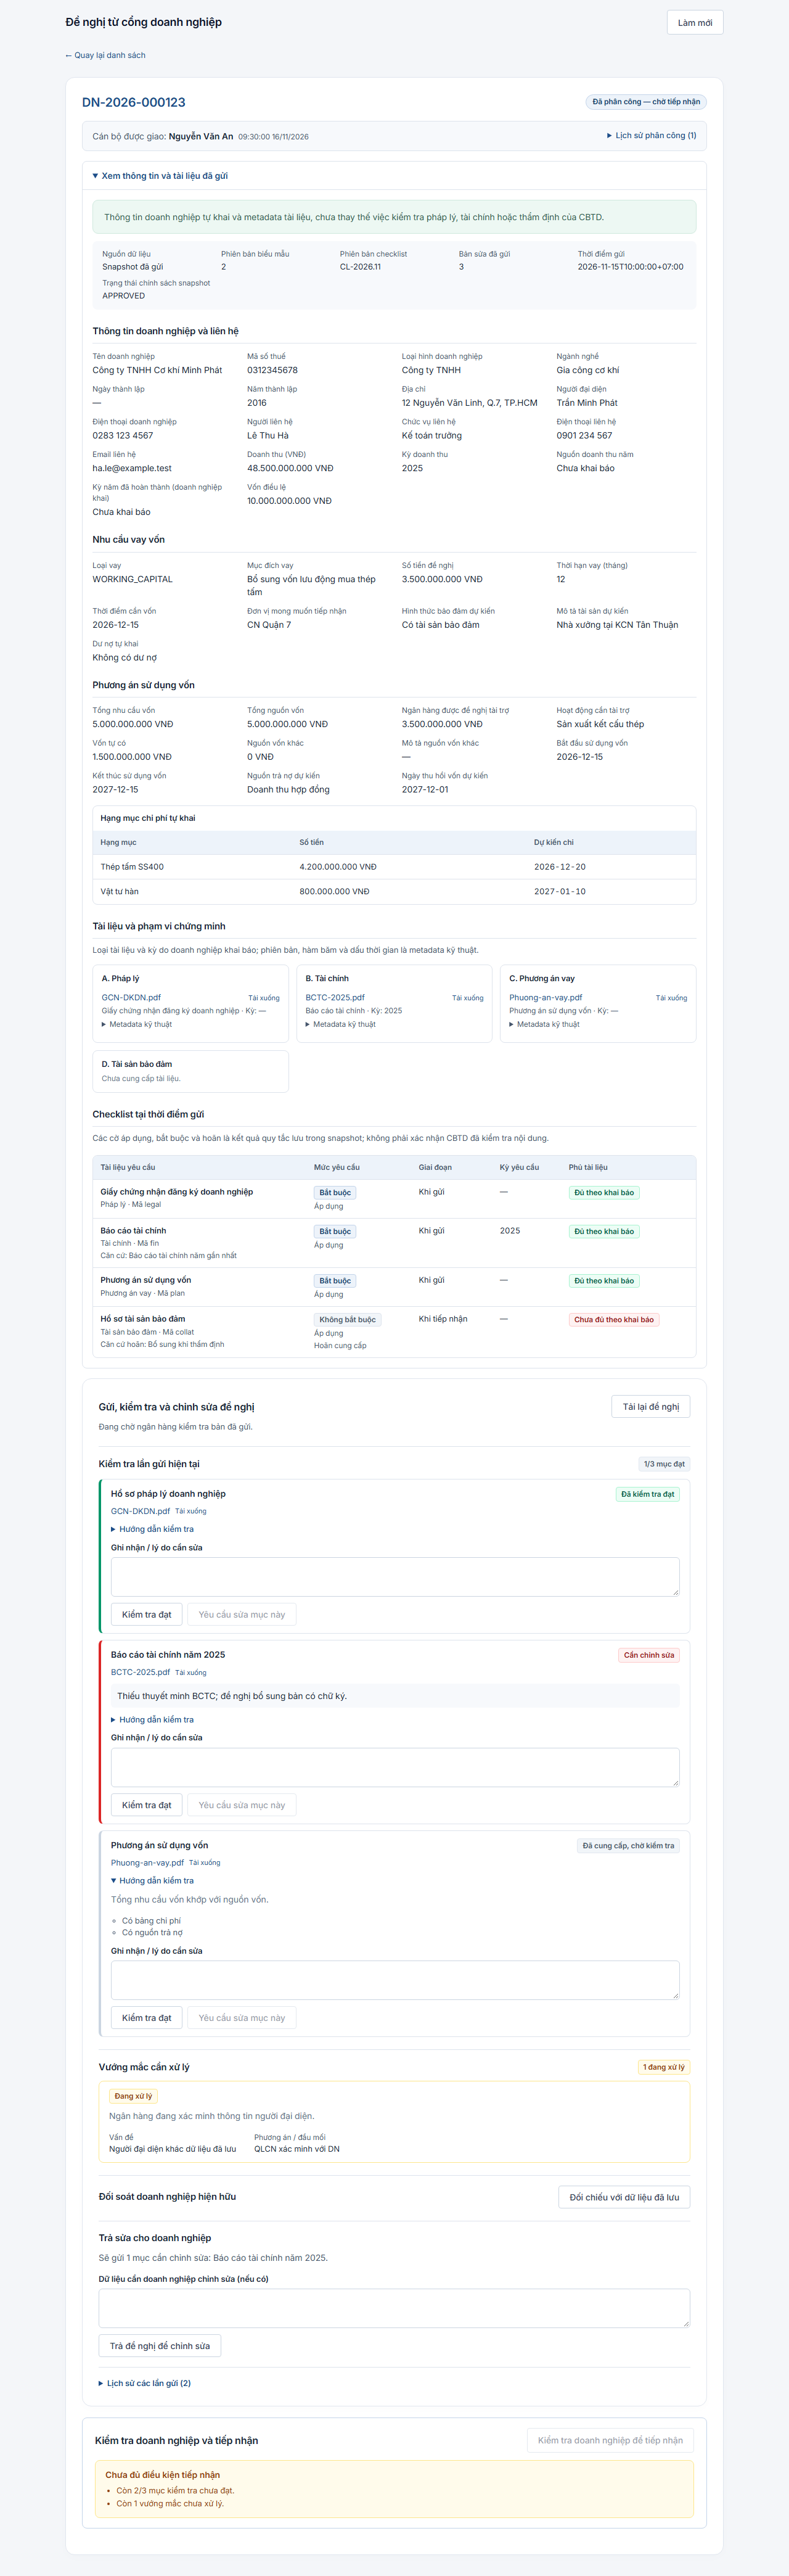 Đề nghị từ cổng doanh nghiệp
Làm mới
← Quay lại danh sách
DN-2026-000123
Đã phân công — chờ tiếp nhận
Cán bộ được giao: Nguyễn Văn An 09:30:00 16/11/2026
▶ Lịch sử phân công (1)
▼ Xem thông tin và tài liệu đã gửi
Thông tin doanh nghiệp tự khai và metadata tài liệu, chưa thay thế việc kiểm tra pháp lý, tài chính hoặc thẩm định của CBTD.
Nguồn dữ liệu
Snapshot đã gửi
Phiên bản biểu mẫu
2
Phiên bản checklist
CL-2026.11
Bản sửa đã gửi
3
Thời điểm gửi
2026-11-15T10:00:00+07:00
Trạng thái chính sách snapshot
APPROVED
Thông tin doanh nghiệp và liên hệ
Tên doanh nghiệp
Công ty TNHH Cơ khí Minh Phát
Mã số thuế
0312345678
Loại hình doanh nghiệp
Công ty TNHH
Ngành nghề
Gia công cơ khí
Ngày thành lập
—
Năm thành lập
2016
Địa chỉ
12 Nguyễn Văn Linh, Q.7, TP.HCM
Người đại diện
Trần Minh Phát
Điện thoại doanh nghiệp
0283 123 4567
Người liên hệ
Lê Thu Hà
Chức vụ liên hệ
Kế toán trưởng
Điện thoại liên hệ
0901 234 567
Email liên hệ
ha.le@example.test
Doanh thu (VNĐ)
48.500.000.000 VNĐ
Kỳ doanh thu
2025
Nguồn doanh thu năm
Chưa khai báo
Kỳ năm đã hoàn thành (doanh nghiệp
khai)
Chưa khai báo
Vốn điều lệ
10.000.000.000 VNĐ
Nhu cầu vay vốn
Loại vay
WORKING_CAPITAL
Mục đích vay
Bổ sung vốn lưu động mua thép
tấm
Số tiền đề nghị
3.500.000.000 VNĐ
Thời hạn vay (tháng)
12
Thời điểm cần vốn
2026-12-15
Đơn vị mong muốn tiếp nhận
CN Quận 7
Hình thức bảo đảm dự kiến
Có tài sản bảo đảm
Mô tả tài sản dự kiến
Nhà xưởng tại KCN Tân Thuận
Dư nợ tự khai
Không có dư nợ
Phương án sử dụng vốn
Tổng nhu cầu vốn
5.000.000.000 VNĐ
Tổng nguồn vốn
5.000.000.000 VNĐ
Ngân hàng được đề nghị tài trợ
3.500.000.000 VNĐ
Hoạt động cần tài trợ
Sản xuất kết cấu thép
Vốn tự có
1.500.000.000 VNĐ
Nguồn vốn khác
0 VNĐ
Mô tả nguồn vốn khác
—
Bắt đầu sử dụng vốn
2026-12-15
Kết thúc sử dụng vốn
2027-12-15
Nguồn trả nợ dự kiến
Doanh thu hợp đồng
Ngày thu hồi vốn dự kiến
2027-12-01
Hạng mục chi phí tự khai
Hạng mục Số tiền Dự kiến chi
Thép tấm SS400 4.200.000.000 VNĐ 2026-12-20
Vật tư hàn 800.000.000 VNĐ 2027-01-10
Tài liệu và phạm vi chứng minh
Loại tài liệu và kỳ do doanh nghiệp khai báo; phiên bản, hàm băm và dấu thời gian là metadata kỹ thuật.
A. Pháp lý
GCN-DKDN.pdf Tải xuống
Giấy chứng nhận đăng ký doanh nghiệp · Kỳ: —
▶ Metadata kỹ thuật
B. Tài chính
BCTC-2025.pdf Tải xuống
Báo cáo tài chính · Kỳ: 2025
▶ Metadata kỹ thuật
C. Phương án vay
Phuong-an-vay.pdf Tải xuống
Phương án sử dụng vốn · Kỳ: —
▶ Metadata kỹ thuật
D. Tài sản bảo đảm
Chưa cung cấp tài liệu.
Checklist tại thời điểm gửi
Các cờ áp dụng, bắt buộc và hoãn là kết quả quy tắc lưu trong snapshot; không phải xác nhận CBTD đã kiểm tra nội dung.
Tài liệu yêu cầu Mức yêu cầu Giai đoạn Kỳ yêu cầu Phủ tài liệu
Giấy chứng nhận đăng ký doanh nghiệp Bắt buộc Khi gửi — Đủ theo khai báo
Pháp lý · Mã legal Áp dụng
Báo cáo tài chính Bắt buộc Khi gửi 2025 Đủ theo khai báo
Tài chính · Mã fin Áp dụng
Căn cứ: Báo cáo tài chính năm gần nhất
Phương án sử dụng vốn Bắt buộc Khi gửi — Đủ theo khai báo
Phương án vay · Mã plan Áp dụng
Hồ sơ tài sản bảo đảm Không bắt buộc Khi tiếp nhận — Chưa đủ theo khai báo
Tài sản bảo đảm · Mã collat Áp dụng
Căn cứ hoãn: Bổ sung khi thẩm định Hoãn cung cấp
Gửi, kiểm tra và chỉnh sửa đề nghị
Tải lại đề nghị
Đang chờ ngân hàng kiểm tra bản đã gửi.
Kiểm tra lần gửi hiện tại
1/3 mục đạt
Hồ sơ pháp lý doanh nghiệp
Đã kiểm tra đạt
GCN-DKDN.pdf Tải xuống
▶ Hướng dẫn kiểm tra
Ghi nhận / lý do cần sửa
Kiểm tra đạt
Yêu cầu sửa mục này
Báo cáo tài chính năm 2025
Cần chỉnh sửa
BCTC-2025.pdf Tải xuống
Thiếu thuyết minh BCTC; đề nghị bổ sung bản có chữ ký.
▶ Hướng dẫn kiểm tra
Ghi nhận / lý do cần sửa
Kiểm tra đạt
Yêu cầu sửa mục này
Phương án sử dụng vốn
Đã cung cấp, chờ kiểm tra
Phuong-an-vay.pdf Tải xuống
▼ Hướng dẫn kiểm tra
Tổng nhu cầu vốn khớp với nguồn vốn.
Có bảng chi phí
Có nguồn trả nợ
Ghi nhận / lý do cần sửa
Kiểm tra đạt
Yêu cầu sửa mục này
Vướng mắc cần xử lý
1 đang xử lý
Đang xử lý
Ngân hàng đang xác minh thông tin người đại diện.
Vấn đề
Người đại diện khác dữ liệu đã lưu
Phương án / đầu mối
QLCN xác minh với DN
Đối soát doanh nghiệp hiện hữu
Đối chiếu với dữ liệu đã lưu
Trả sửa cho doanh nghiệp
Sẽ gửi 1 mục cần chỉnh sửa: Báo cáo tài chính năm 2025.
Dữ liệu cần doanh nghiệp chỉnh sửa (nếu có)
Trả đề nghị để chỉnh sửa
▶ Lịch sử các lần gửi (2)
Kiểm tra doanh nghiệp và tiếp nhận
Kiểm tra doanh nghiệp để tiếp nhận
Chưa đủ điều kiện tiếp nhận
Còn 2/3 mục kiểm tra chưa đạt.
Còn 1 vướng mắc chưa xử lý.